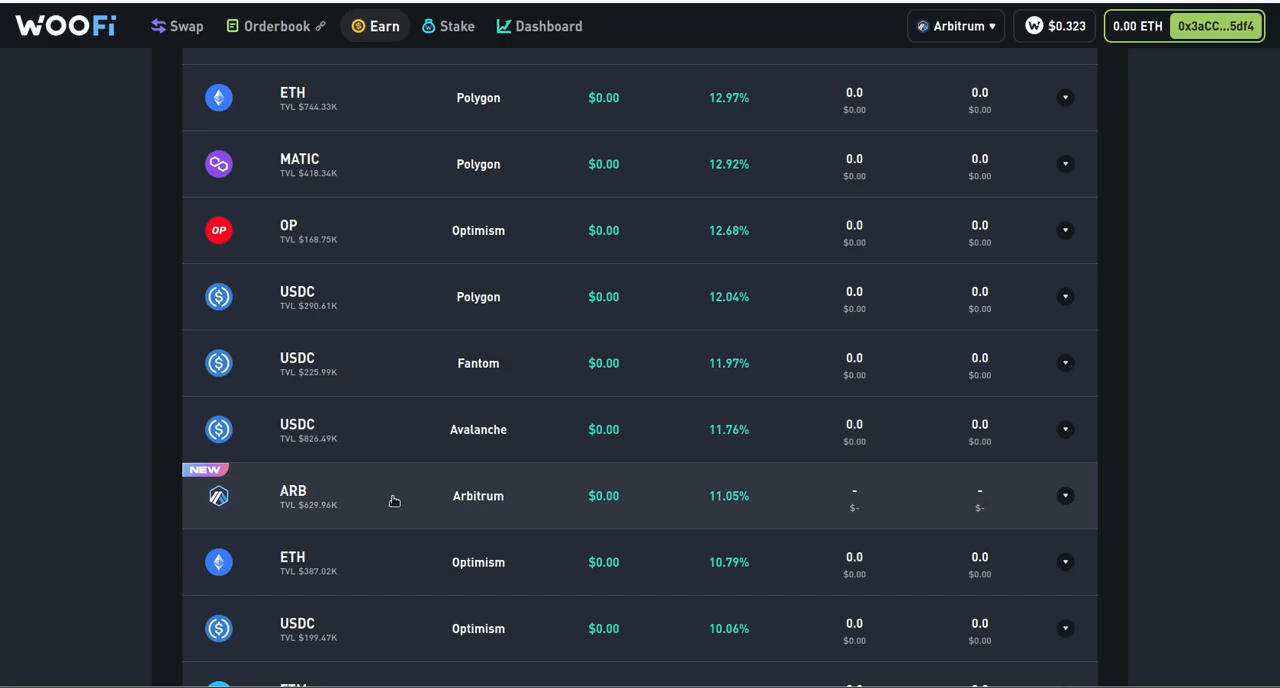 WOOFi Swap Orderbook Earn Stake Dashboard Arbitrum $0.323 0.00 ETH 0x3aCC...5df4
ETH Polygon $0.00 12.97% 0.0 0.0
TVL $744.33K $0.00 $0.00
MATIC Polygon $0.00 12.92% 0.0 0.0
TVL $418.34K $0.00 $0.00
OP OP Optimism $0.00 12.68% 0.0 0.0
TVL $168.75K $0.00 $0.00
USDC Polygon $0.00 12.04% 0.0 0.0
TVL $290.61K $0.00 $0.00
USDC Fantom $0.00 11.97% 0.0 0.0
TVL $225.99K $0.00 $0.00
USDC Avalanche $0.00 11.76% 0.0 0.0
TVL $826.49K $0.00 $0.00
NEW
ARB Arbitrum $0.00 11.05% - -
TVL $629.96K $- $-
ETH Optimism $0.00 10.79% 0.0 0.0
TVL $387.02K $0.00 $0.00
USDC Optimism $0.00 10.06% 0.0 0.0
TVL $199.47K $0.00 $0.00